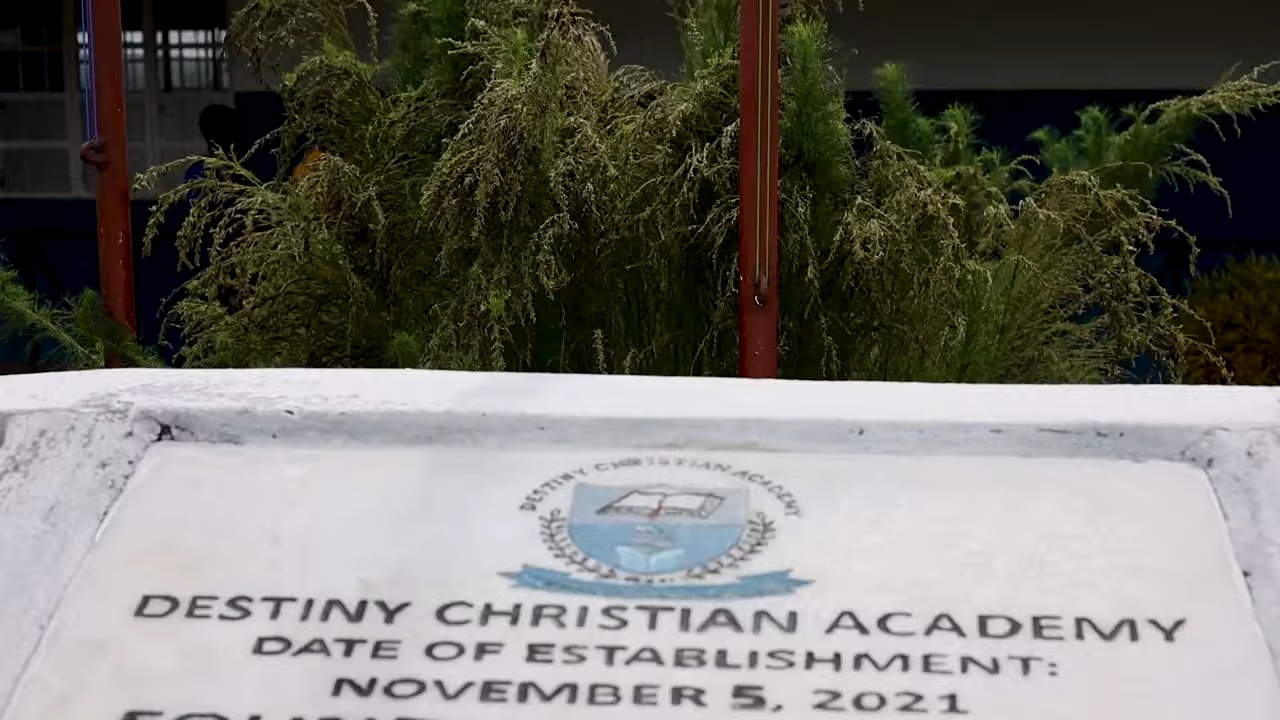 DESTINY CHRISTIAN ACADEMY
DESTINY CHRISTIAN ACADEMY
DATE OF ESTABLISHMENT:
NOVEMBER 5, 2021